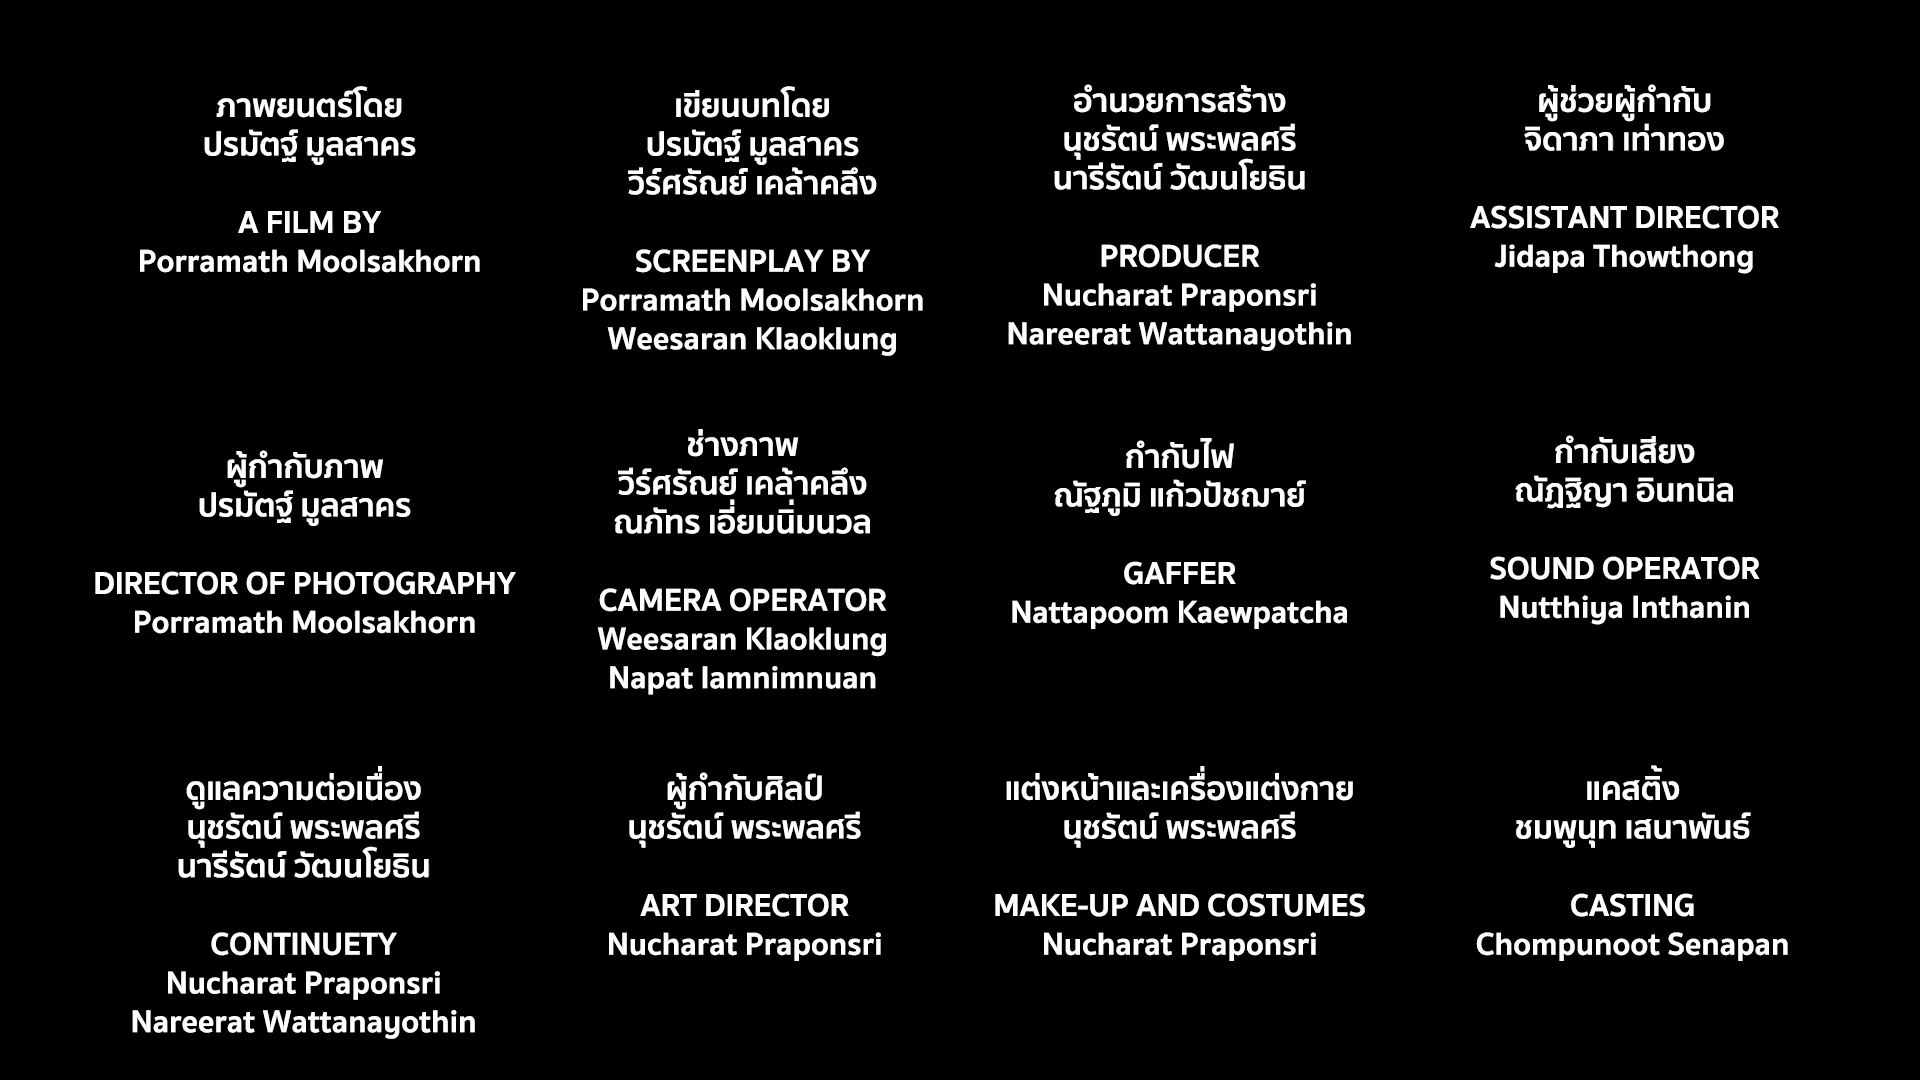 ภาพยนตร์โดย
ปรมัตฐ์ มูลสาคร
A FILM BY
Porramath Moolsakhorn
เขียนบทโดย
ปรมัตฐ์ มูลสาคร
วีร์ศรัณย์ เคล้าคลึง
SCREENPLAY BY
Porramath Moolsakhorn
Weesaran Klaoklung
อำนวยการสร้าง
นุชรัตน์ พระพลศรี
นารีรัตน์ วัฒนโยธิน
PRODUCER
Nucharat Praponsri
Nareerat Wattanayothin
ผู้ช่วยผู้กำกับ
จิดาภา เท่าทอง
ASSISTANT DIRECTOR
Jidapa Thowthong
ผู้กำกับภาพ
ปรมัตฐ์ มูลสาคร
DIRECTOR OF PHOTOGRAPHY
Porramath Moolsakhorn
ช่างภาพ
วีร์ศรัณย์ เคล้าคลึง
ณภัทร เอี่ยมนิ่มนวล
CAMERA OPERATOR
Weesaran Klaoklung
Napat Iamnimnuan
กำกับไฟ
ณัฐภูมิ แก้วปัชฌาย์
GAFFER
Nattapoom Kaewpatcha
กำกับเสียง
ณัฏฐิญา อินทนิล
SOUND OPERATOR
Nutthiya Inthanin
ดูแลความต่อเนื่อง
นุชรัตน์ พระพลศรี
นารีรัตน์ วัฒนโยธิน
CONTINUETY
Nucharat Praponsri
Nareerat Wattanayothin
ผู้กำกับศิลป์
นุชรัตน์ พระพลศรี
ART DIRECTOR
Nucharat Praponsri
แต่งหน้าและเครื่องแต่งกาย
นุชรัตน์ พระพลศรี
MAKE-UP AND COSTUMES
Nucharat Praponsri
แคสติ้ง
ชมพูนุท เสนาพันธ์
CASTING
Chompunoot Senapan